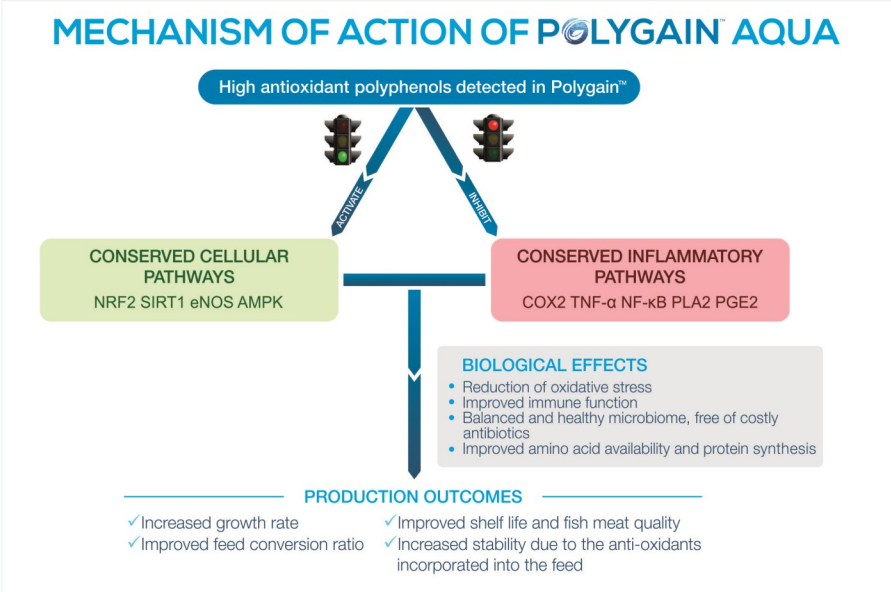 MECHANISM OF ACTION OF POLYGAIN™ AQUA
High antioxidant polyphenols detected in Polygain™
ACTIVATE
INHIBIT
CONSERVED CELLULAR
PATHWAYS
NRF2 SIRT1 eNOS AMPK
CONSERVED INFLAMMATORY
PATHWAYS
COX2 TNF-α NF-κB PLA2 PGE2
BIOLOGICAL EFFECTS
• Reduction of oxidative stress
• Improved immune function
• Balanced and healthy microbiome, free of costly
antibiotics
• Improved amino acid availability and protein synthesis
PRODUCTION OUTCOMES
✓Increased growth rate
✓Improved feed conversion ratio
✓Improved shelf life and fish meat quality
✓Increased stability due to the anti-oxidants
incorporated into the feed